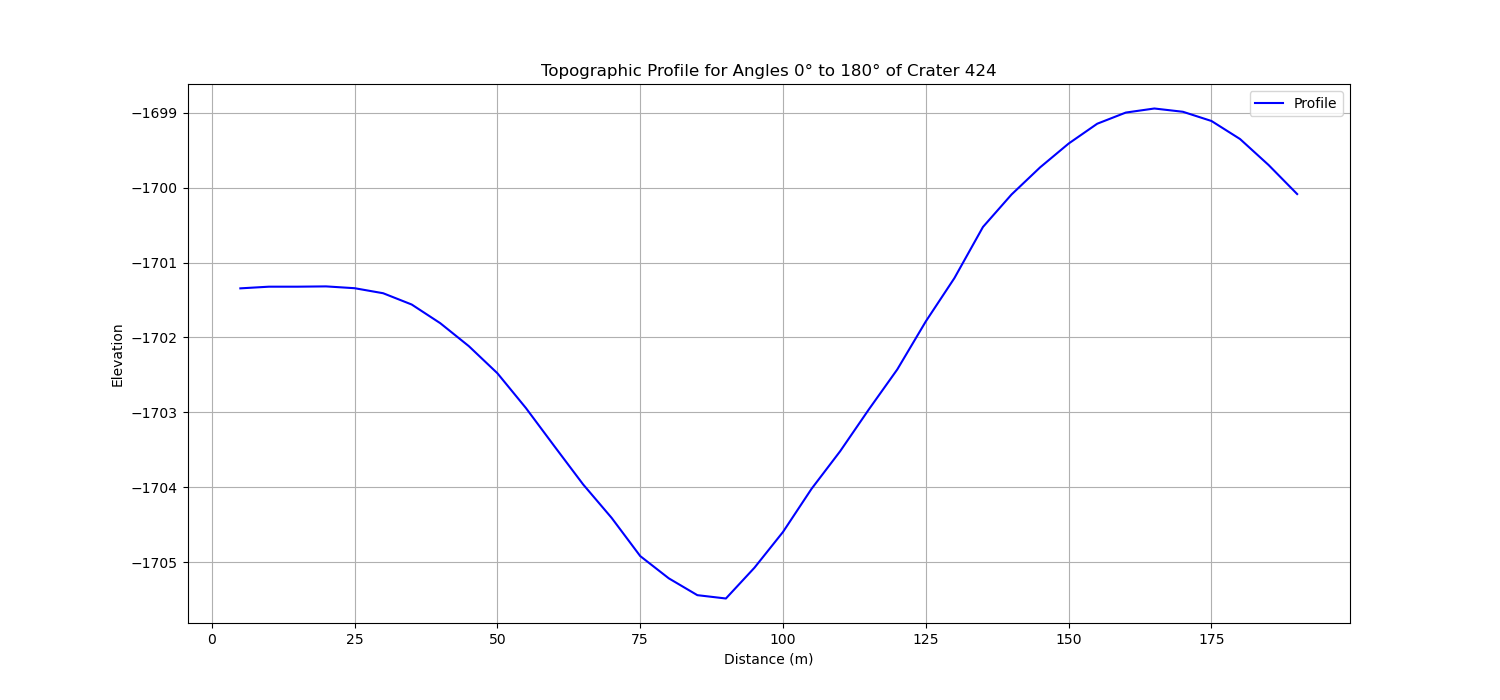 Topographic Profile for Angles 0° to 180° of Crater 424
Profile
−1699
−1700
−1701
−1702
−1703
−1704
−1705
Elevation
0 25 50 75 100 125 150 175
Distance (m)